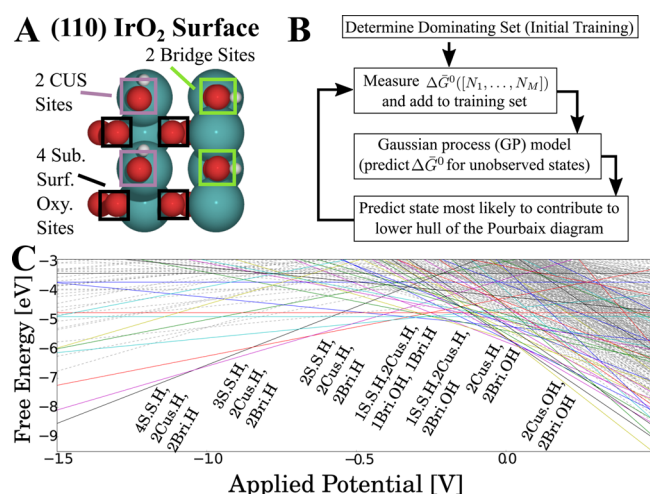 A (110) IrO₂ Surface
2 Bridge Sites
2 CUS
Sites
4 Sub.
Surf.
Oxy.
Sites
B
Determine Dominating Set (Initial Training)
Measure ΔḠ⁰([N₁, . . . , N_M])
and add to training set
Gaussian process (GP) model
(predict ΔḠ⁰ for unobserved states)
Predict state most likely to contribute to
lower hull of the Pourbaix diagram
C
Free Energy [eV]
−3
−4
−5
−6
−7
−8
−9
4S.S.H,
2Cus.H,
2Bri.H
3S.S.H,
2Cus.H,
2Bri.H
2S.S.H,
2Cus.H,
2Bri.H
1S.S.H,2Cus.H,
1Bri.OH, 1Bri.H
1S.S.H,2Cus.H,
2Bri.OH
2Cus.H,
2Bri.OH
2Cus.OH,
2Bri.OH
−1.5
−1.0
−0.5
0.0
Applied Potential [V]